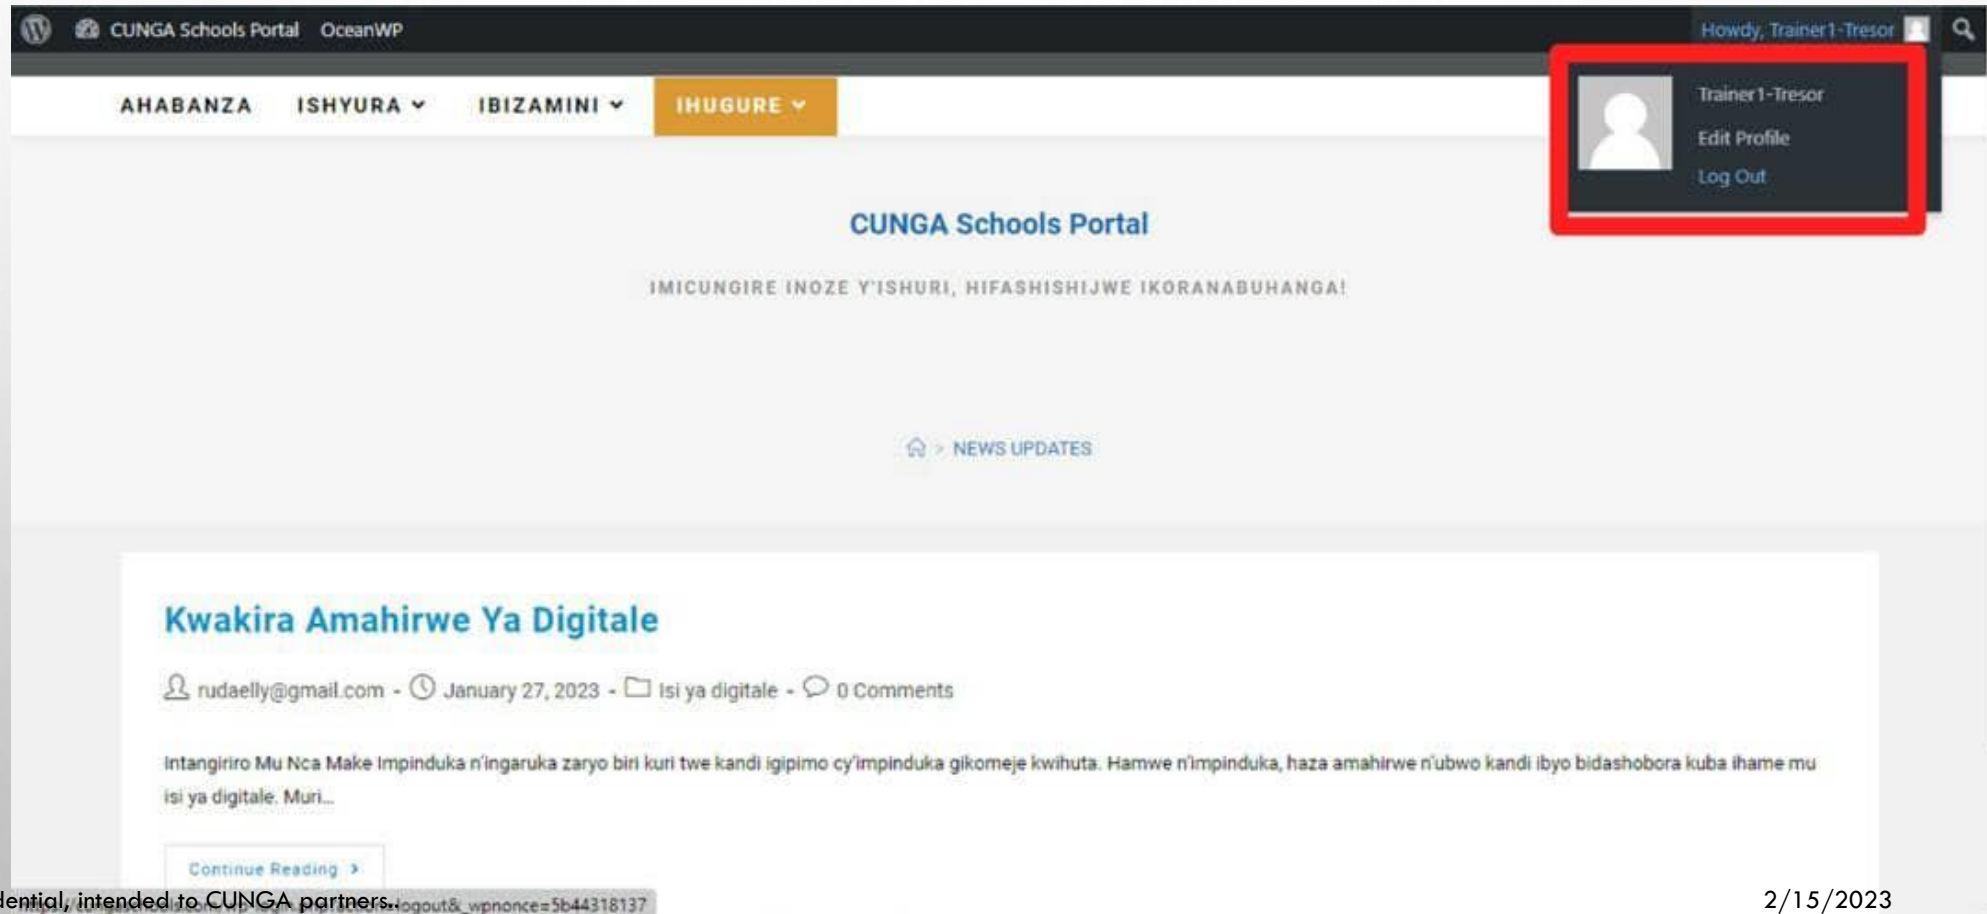 CUNGA Schools Portal OceanWP Howdy, Trainer1-Tresor
Trainer1-Tresor
Edit Profile
Log Out
AHABANZA ISHYURA IBIZAMINI IHUGURE
CUNGA Schools Portal
IMICUNGIRE INOZE Y'ISHURI, HIFASHISHIJWE IKORANABUHANGA!
> NEWS UPDATES
Kwakira Amahirwe Ya Digitale
rudaelly@gmail.com - January 27, 2023 - Isi ya digitale - 0 Comments
Intangiriro Mu Nca Make Impinduka n'ingaruka zaryo biri kuri twe kandi igipimo cy'impinduka gikomeje kwihuta. Hamwe n'impinduka, haza amahirwe n'ubwo kandi ibyo bidashobora kuba ihame mu
isi ya digitale. Muri...
Continue Reading >
dential, intended to CUNGA partners.. 2/15/2023
logout&_wpnonce=5b44318137